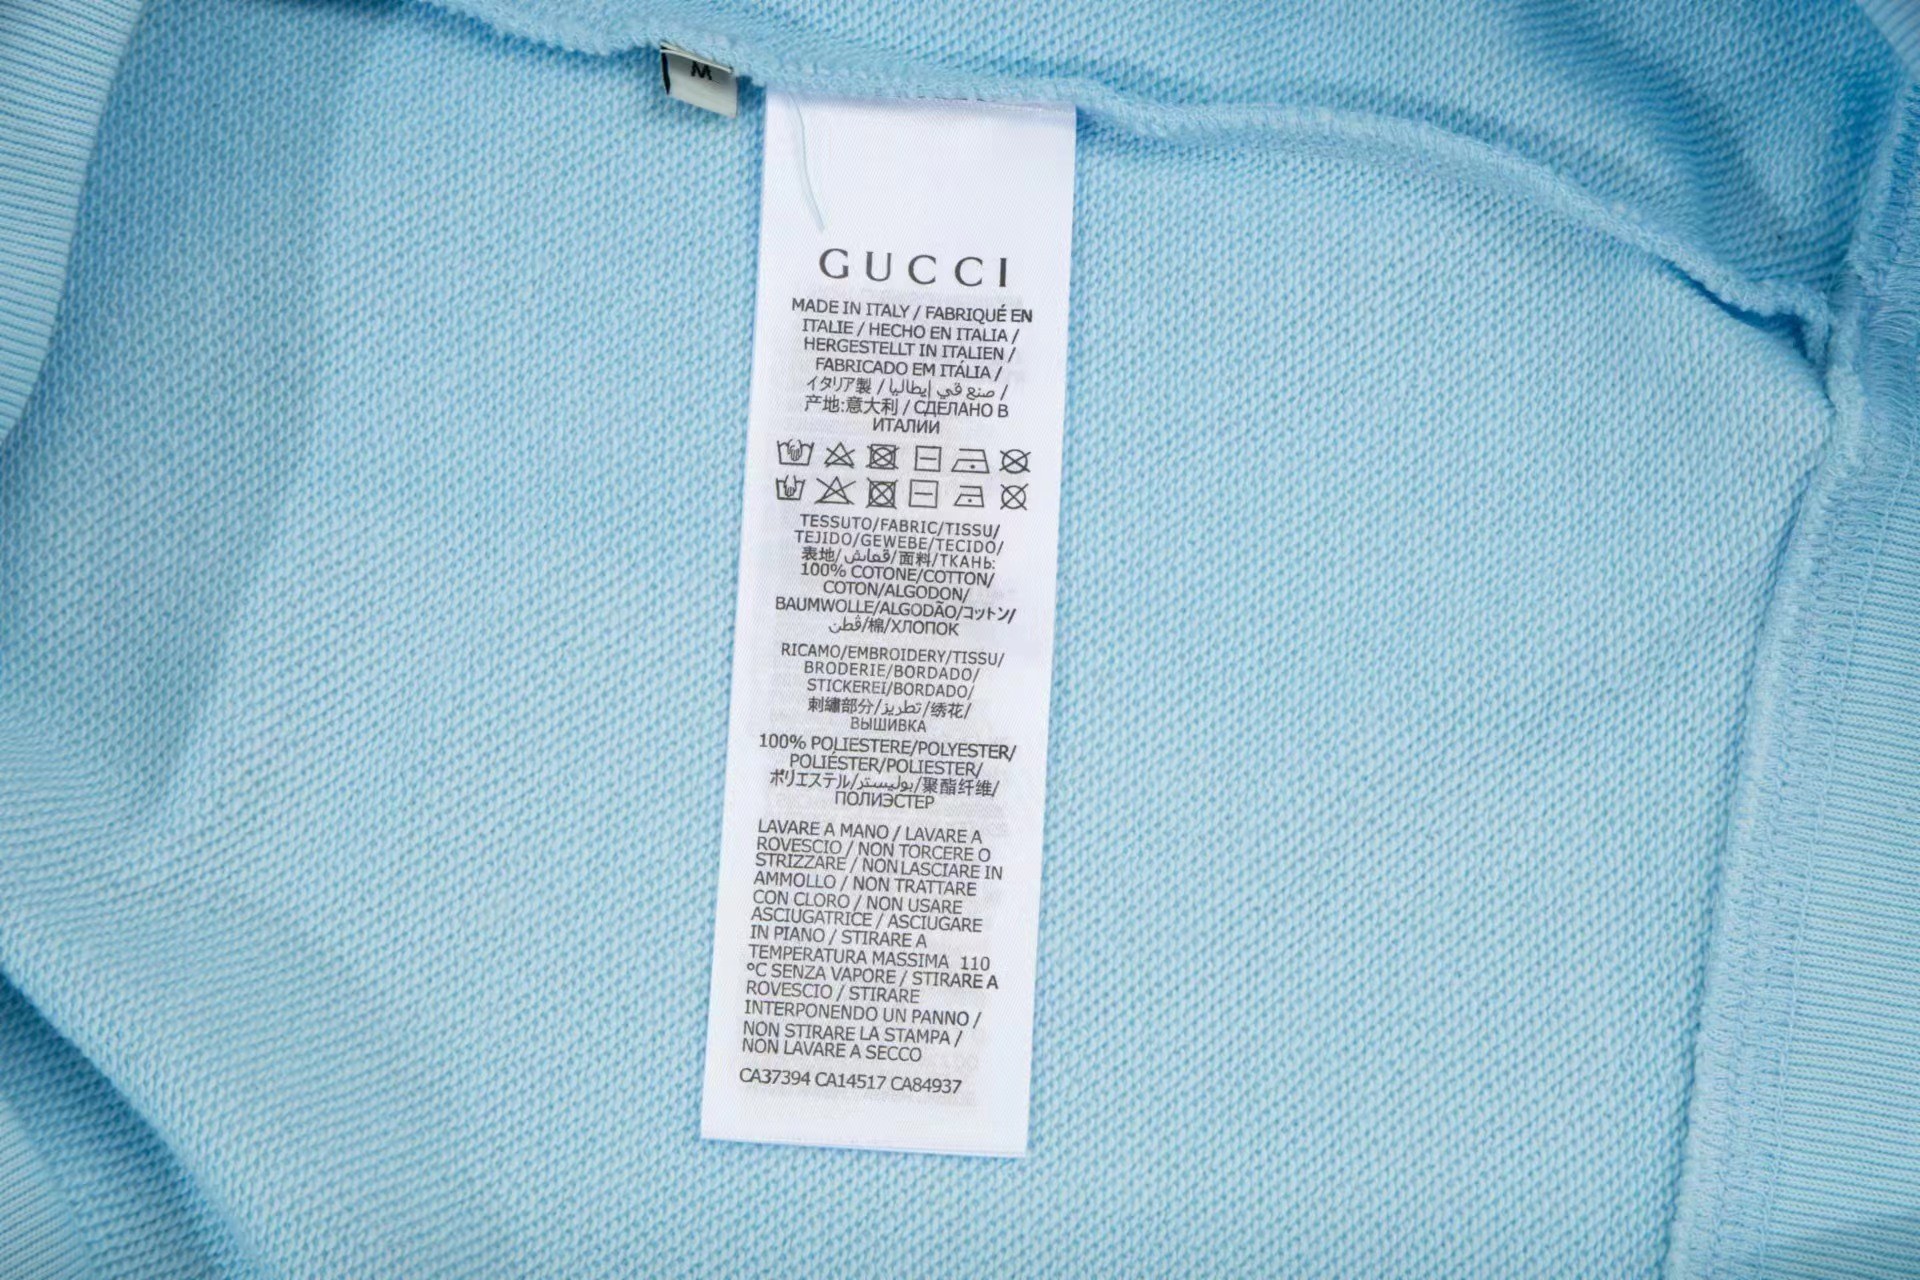 M
GUCCI
MADE IN ITALY / FABRIQUÉ EN
ITALIE / HECHO EN ITALIA /
HERGESTELLT IN ITALIEN /
FABRICADO EM ITÁLIA /
イタリア製 / صنع في إيطاليا /
产地:意大利 / СДЕЛАНО В
ИТАЛИИ
TESSUTO/FABRIC/TISSU/
TEJIDO/GEWEBE/TECIDO/
表地/قماش/面料/ТКАНЬ:
100% COTONE/COTTON/
COTON/ALGODON/
BAUMWOLLE/ALGODÃO/コットン/
قطن/棉/ХЛОПОК
RICAMO/EMBROIDERY/TISSU/
BRODERIE/BORDADO/
STICKEREI/BORDADO/
刺繡部分/تطريز/绣花/
ВЫШИВКА
100% POLIESTERE/POLYESTER/
POLIÉSTER/POLIESTER/
ポリエステル/بوليستر/聚酯纤维/
ПОЛИЭСТЕР
LAVARE A MANO / LAVARE A
ROVESCIO / NON TORCERE O
STRIZZARE / NON LASCIARE IN
AMMOLLO / NON TRATTARE
CON CLORO / NON USARE
ASCIUGATRICE / ASCIUGARE
IN PIANO / STIRARE A
TEMPERATURA MASSIMA 110
°C SENZA VAPORE / STIRARE A
ROVESCIO / STIRARE
INTERPONENDO UN PANNO /
NON STIRARE LA STAMPA /
NON LAVARE A SECCO
CA37394 CA14517 CA84937